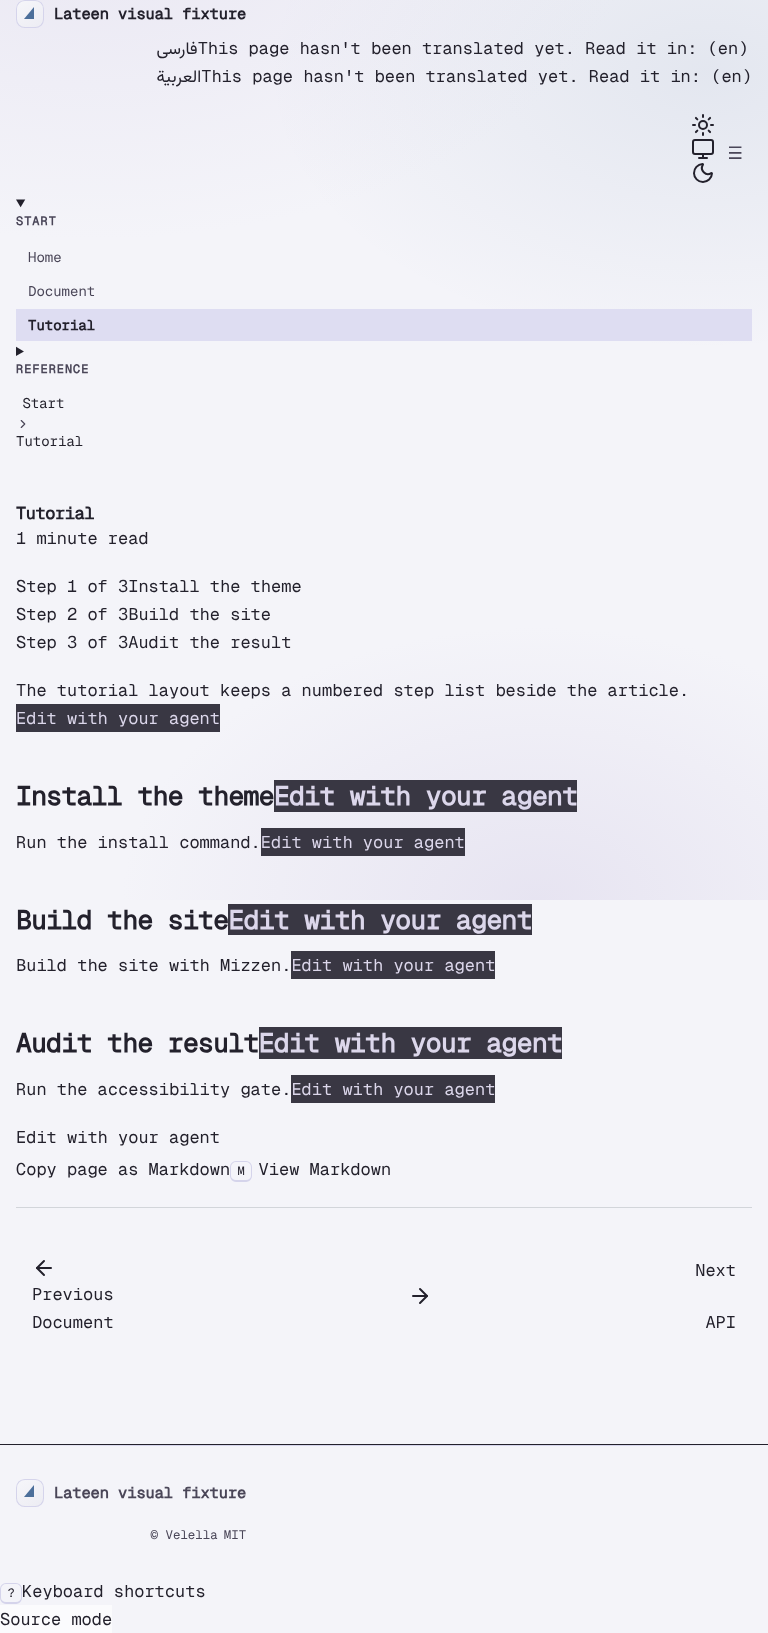 Lateen visual fixture
فارسی This page hasn't been translated yet. Read it in: (en)
العربية This page hasn't been translated yet. Read it in: (en)
START
Home
Document
Tutorial
REFERENCE
Start
›
Tutorial
Tutorial
1 minute read
Step 1 of 3Install the theme
Step 2 of 3Build the site
Step 3 of 3Audit the result
The tutorial layout keeps a numbered step list beside the article.
Edit with your agent
Install the themeEdit with your agent
Run the install command.Edit with your agent
Build the siteEdit with your agent
Build the site with Mizzen.Edit with your agent
Audit the resultEdit with your agent
Run the accessibility gate.Edit with your agent
Edit with your agent
Copy page as Markdown M View Markdown
Previous
Document
Next
API
Lateen visual fixture
© Velella MIT
? Keyboard shortcuts
Source mode